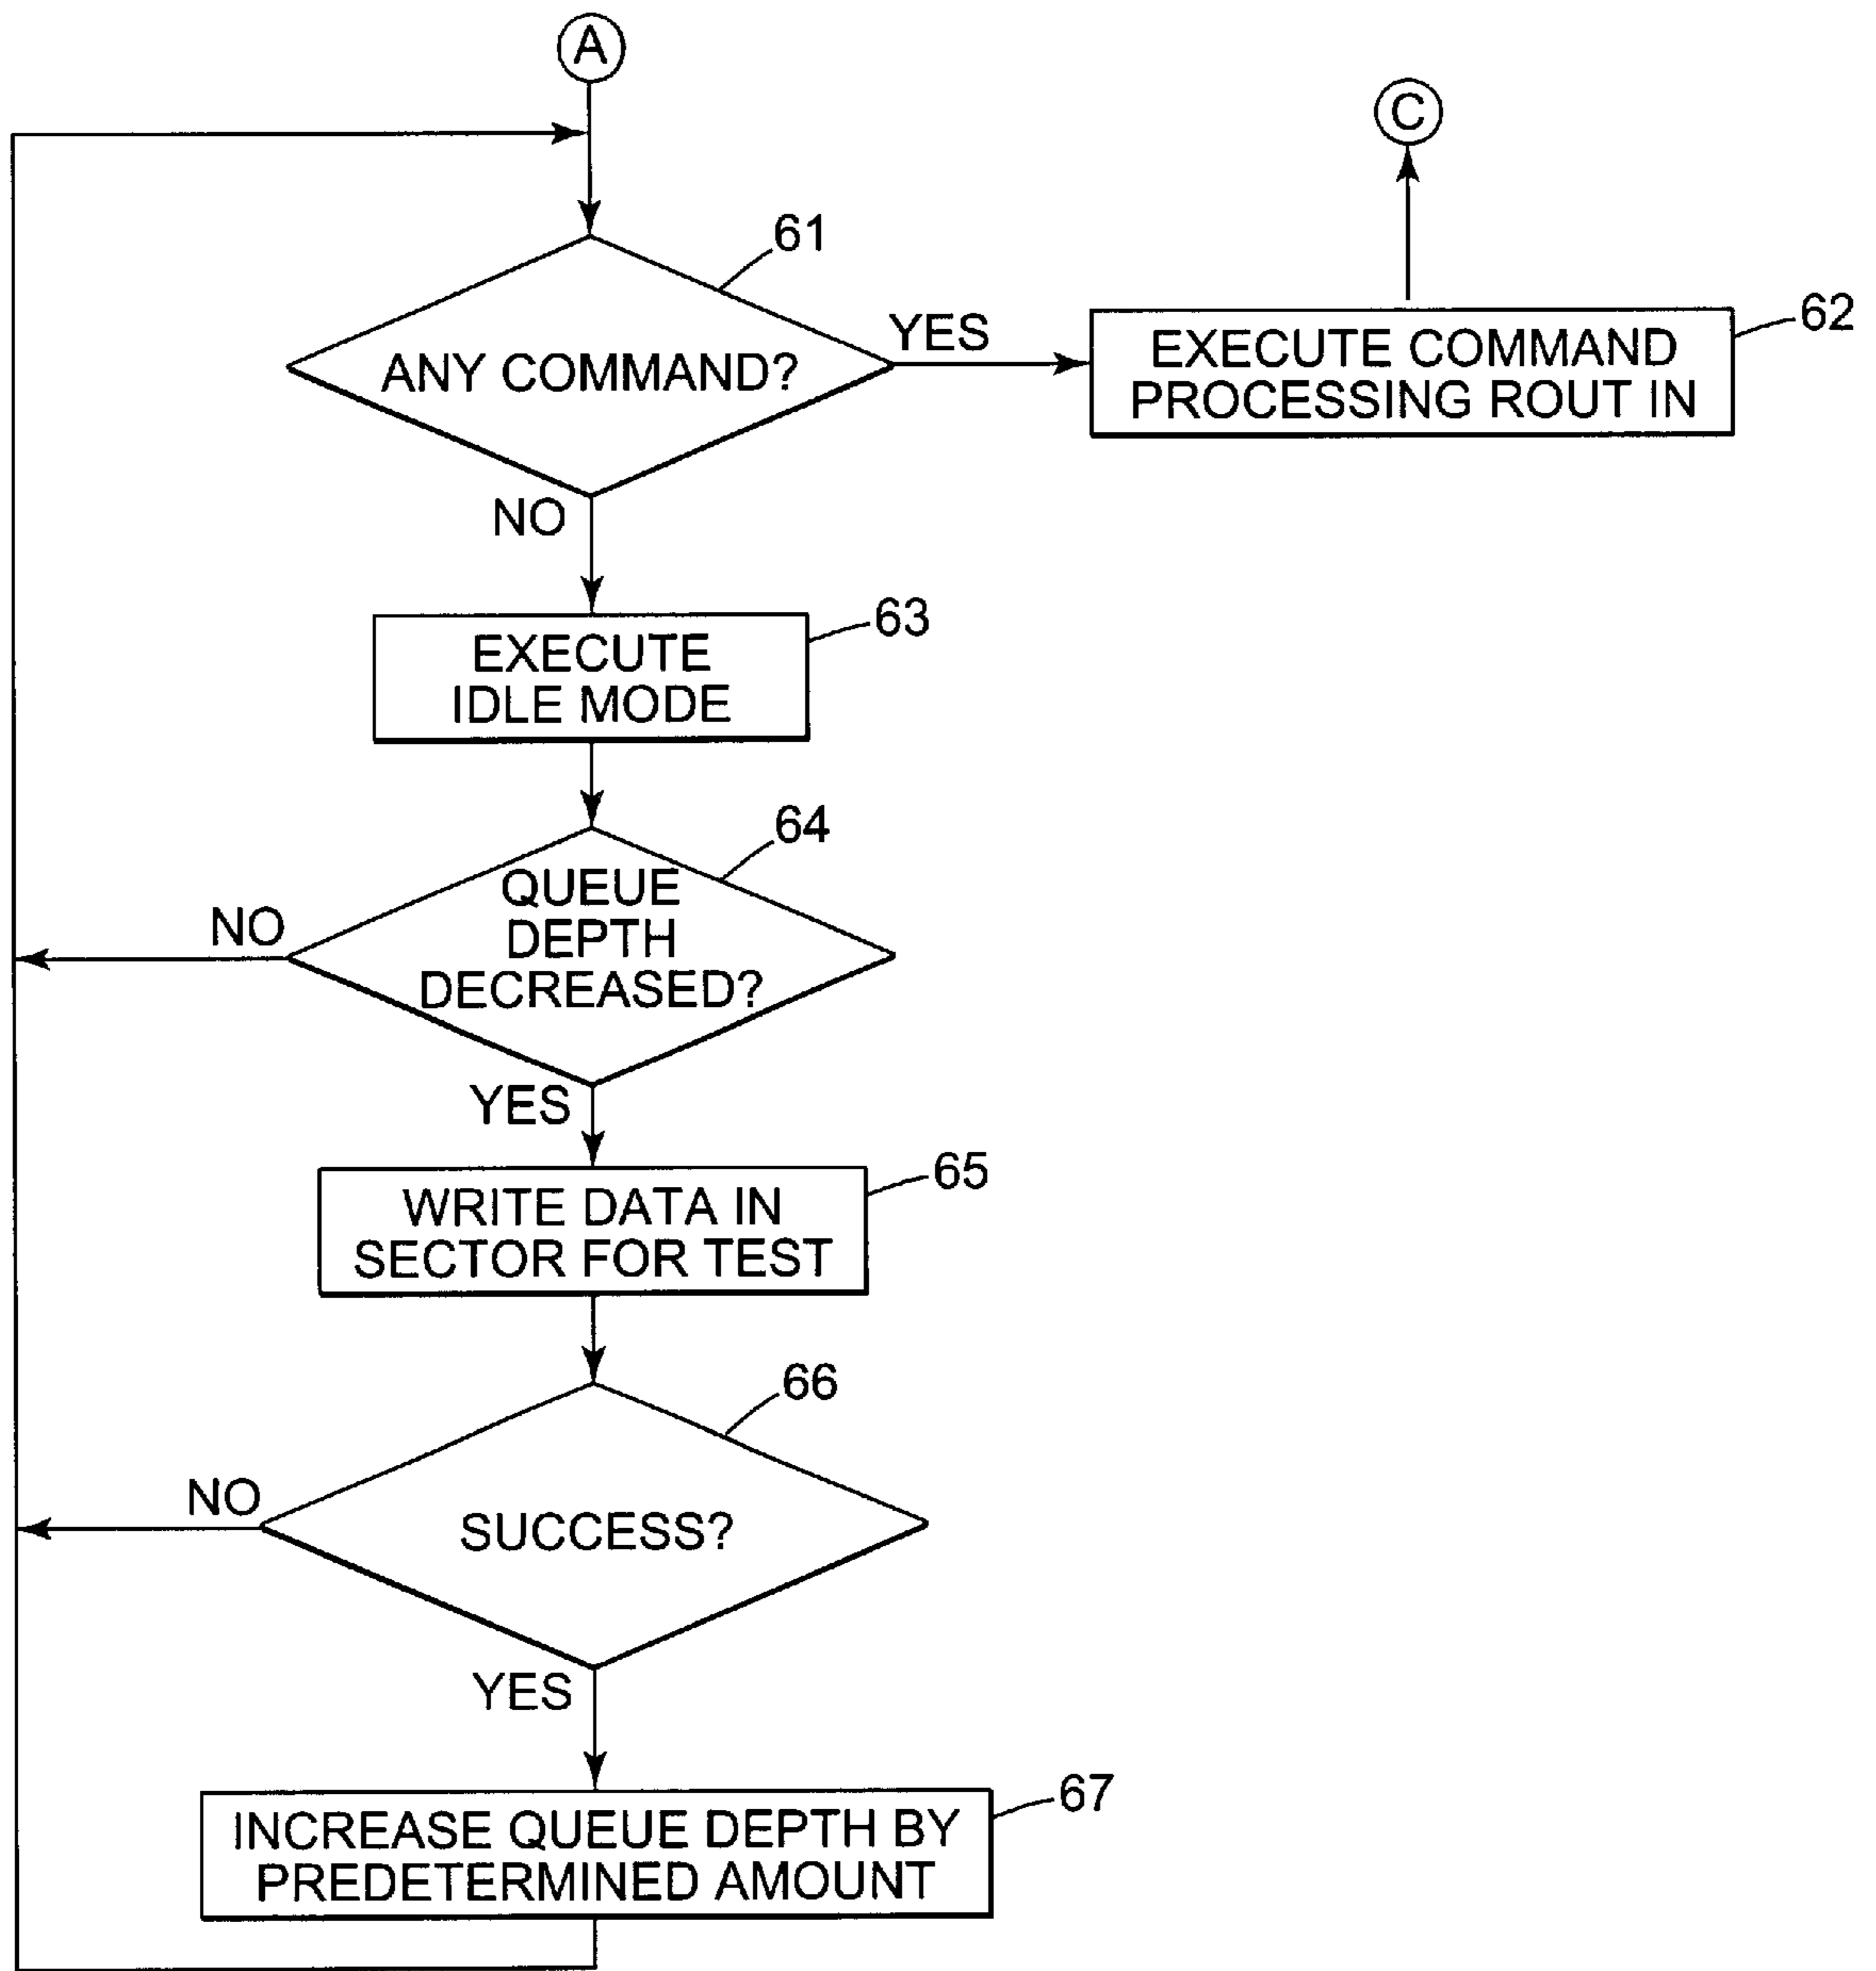 A
C
61
ANY COMMAND?
YES
62
EXECUTE COMMAND
PROCESSING ROUT IN
NO
63
EXECUTE
IDLE MODE
64
QUEUE
DEPTH
DECREASED?
NO
YES
65
WRITE DATA IN
SECTOR FOR TEST
66
SUCCESS?
NO
YES
67
INCREASE QUEUE DEPTH BY
PREDETERMINED AMOUNT